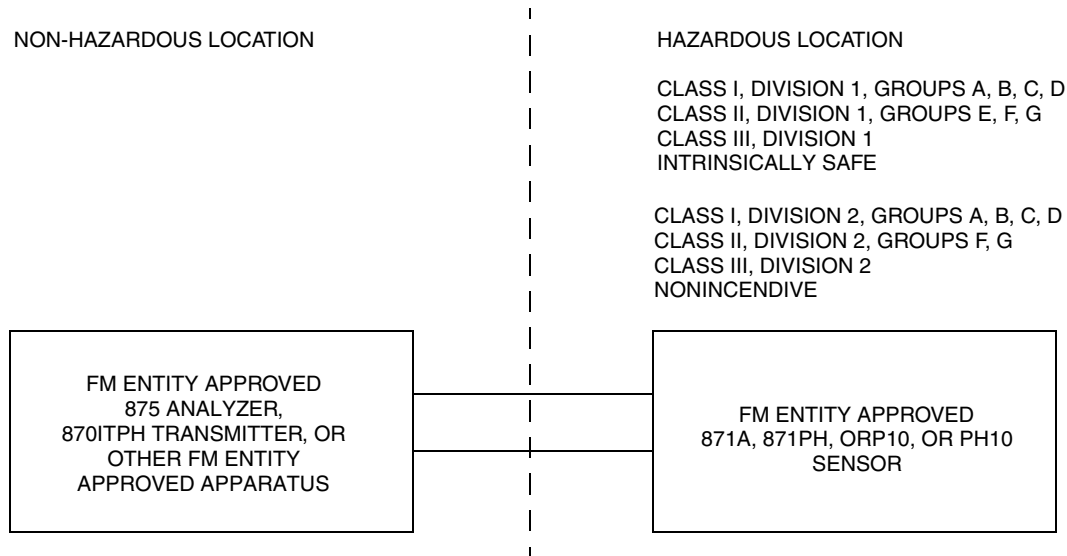 NON-HAZARDOUS LOCATION
HAZARDOUS LOCATION
CLASS I, DIVISION 1, GROUPS A, B, C, D
CLASS II, DIVISION 1, GROUPS E, F, G
CLASS III, DIVISION 1
INTRINSICALLY SAFE
CLASS I, DIVISION 2, GROUPS A, B, C, D
CLASS II, DIVISION 2, GROUPS F, G
CLASS III, DIVISION 2
NONINCENDIVE
FM ENTITY APPROVED
875 ANALYZER,
870ITPH TRANSMITTER, OR
OTHER FM ENTITY
APPROVED APPARATUS
FM ENTITY APPROVED
871A, 871PH, ORP10, OR PH10
SENSOR